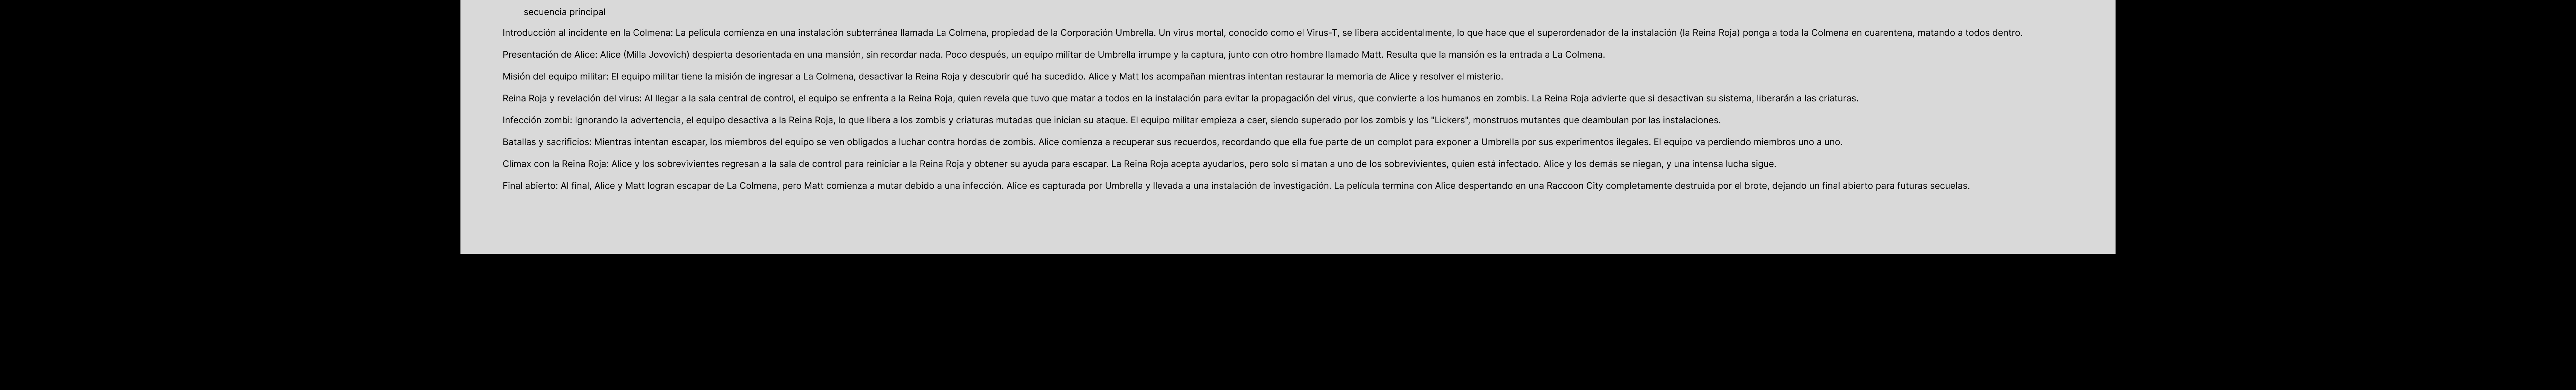 secuencia principal
Introducción al incidente en la Colmena: La película comienza en una instalación subterránea llamada La Colmena, propiedad de la Corporación Umbrella. Un virus mortal, conocido como el Virus-T, se libera accidentalmente, lo que hace que el superordenador de la instalación (la Reina Roja) ponga a toda la Colmena en cuarentena, matando a todos dentro.
Presentación de Alice: Alice (Milla Jovovich) despierta desorientada en una mansión, sin recordar nada. Poco después, un equipo militar de Umbrella irrumpe y la captura, junto con otro hombre llamado Matt. Resulta que la mansión es la entrada a La Colmena.
Misión del equipo militar: El equipo militar tiene la misión de ingresar a La Colmena, desactivar la Reina Roja y descubrir qué ha sucedido. Alice y Matt los acompañan mientras intentan restaurar la memoria de Alice y resolver el misterio.
Reina Roja y revelación del virus: Al llegar a la sala central de control, el equipo se enfrenta a la Reina Roja, quien revela que tuvo que matar a todos en la instalación para evitar la propagación del virus, que convierte a los humanos en zombis. La Reina Roja advierte que si desactivan su sistema, liberarán a las criaturas.
Infección zombi: Ignorando la advertencia, el equipo desactiva a la Reina Roja, lo que libera a los zombis y criaturas mutadas que inician su ataque. El equipo militar empieza a caer, siendo superado por los zombis y los "Lickers", monstruos mutantes que deambulan por las instalaciones.
Batallas y sacrificios: Mientras intentan escapar, los miembros del equipo se ven obligados a luchar contra hordas de zombis. Alice comienza a recuperar sus recuerdos, recordando que ella fue parte de un complot para exponer a Umbrella por sus experimentos ilegales. El equipo va perdiendo miembros uno a uno.
Clímax con la Reina Roja: Alice y los sobrevivientes regresan a la sala de control para reiniciar a la Reina Roja y obtener su ayuda para escapar. La Reina Roja acepta ayudarlos, pero solo si matan a uno de los sobrevivientes, quien está infectado. Alice y los demás se niegan, y una intensa lucha sigue.
Final abierto: Al final, Alice y Matt logran escapar de La Colmena, pero Matt comienza a mutar debido a una infección. Alice es capturada por Umbrella y llevada a una instalación de investigación. La película termina con Alice despertando en una Raccoon City completamente destruida por el brote, dejando un final abierto para futuras secuelas.